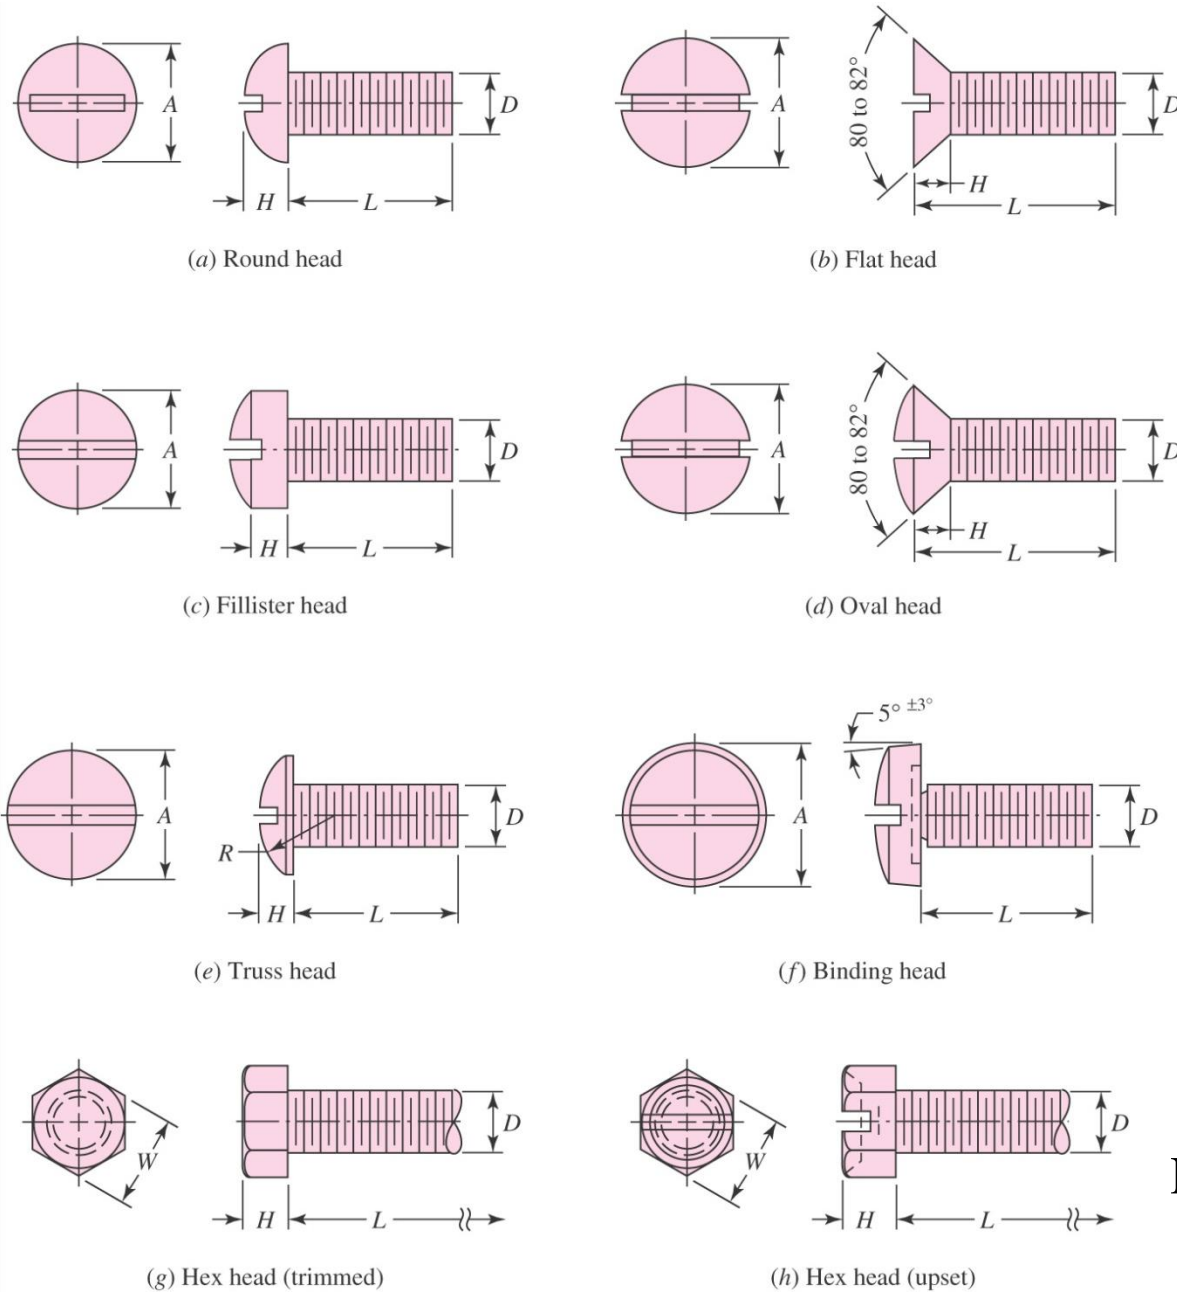 A
D
H
L
(a) Round head
80 to 82°
A
D
H
L
(b) Flat head
A
D
H
L
(c) Fillister head
80 to 82°
A
D
H
L
(d) Oval head
A
D
R
H
L
(e) Truss head
5° ±3°
A
D
L
(f) Binding head
W
D
H
L
(g) Hex head (trimmed)
W
D
H
L
(h) Hex head (upset)